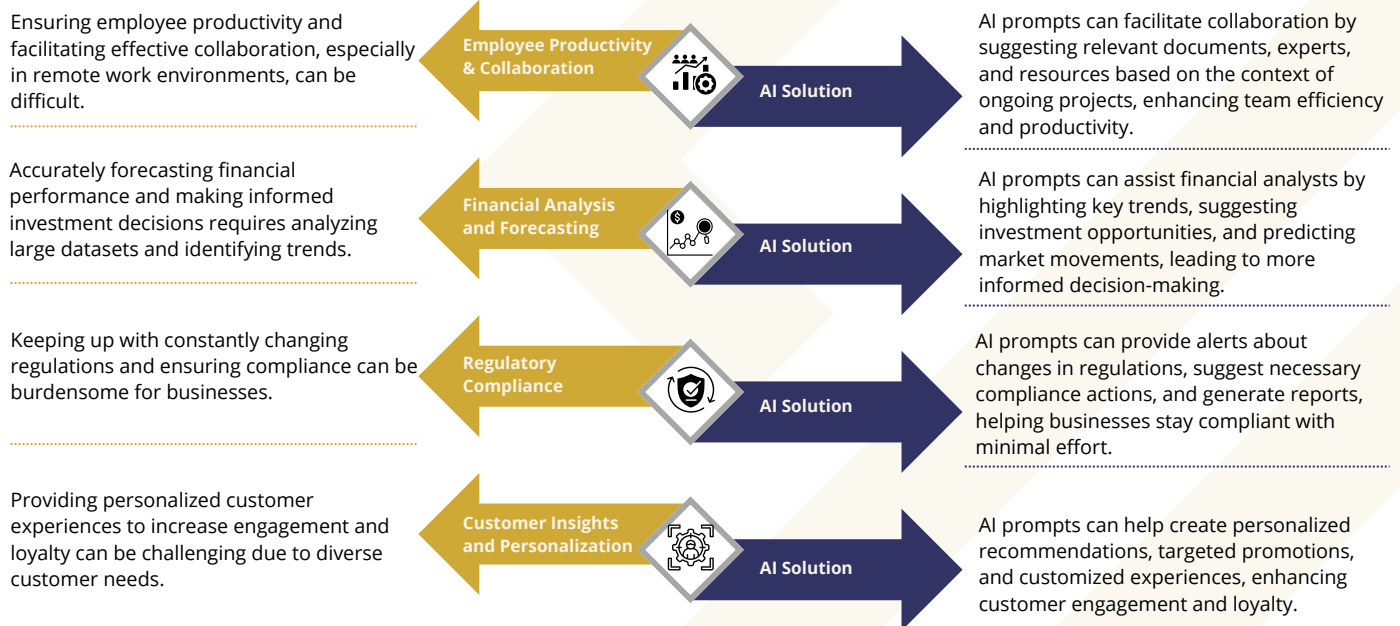 Ensuring employee productivity and
facilitating effective collaboration, especially
in remote work environments, can be
difficult.
Employee Productivity
& Collaboration
AI Solution
AI prompts can facilitate collaboration by
suggesting relevant documents, experts,
and resources based on the context of
ongoing projects, enhancing team efficiency
and productivity.
Accurately forecasting financial
performance and making informed
investment decisions requires analyzing
large datasets and identifying trends.
Financial Analysis
and Forecasting
$
AI Solution
AI prompts can assist financial analysts by
highlighting key trends, suggesting
investment opportunities, and predicting
market movements, leading to more
informed decision-making.
Keeping up with constantly changing
regulations and ensuring compliance can be
burdensome for businesses.
Regulatory
Compliance
AI Solution
AI prompts can provide alerts about
changes in regulations, suggest necessary
compliance actions, and generate reports,
helping businesses stay compliant with
minimal effort.
Providing personalized customer
experiences to increase engagement and
loyalty can be challenging due to diverse
customer needs.
Customer Insights
and Personalization
AI Solution
AI prompts can help create personalized
recommendations, targeted promotions,
and customized experiences, enhancing
customer engagement and loyalty.